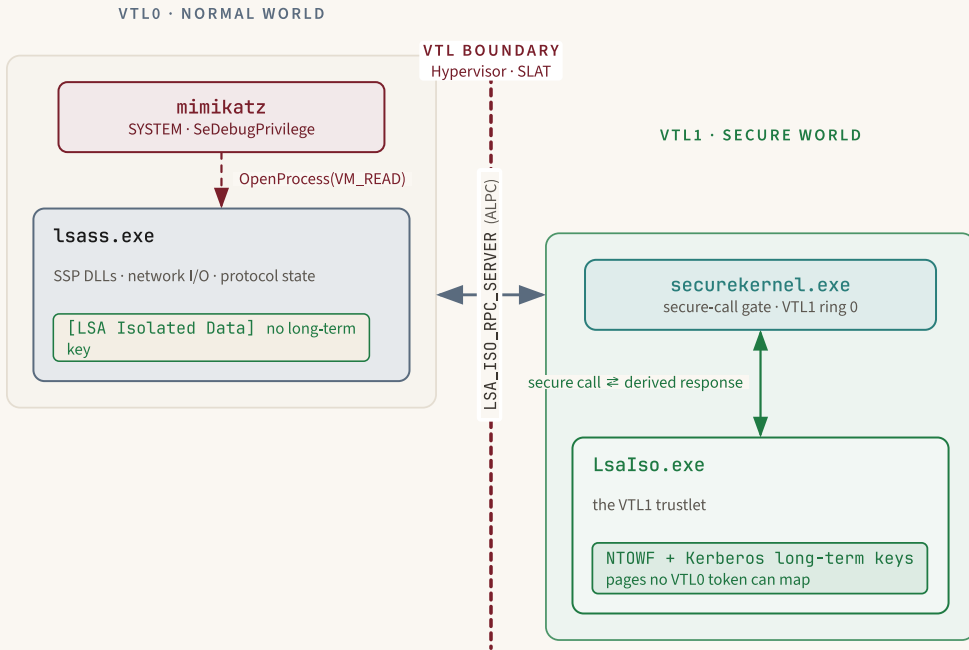 VTL0 · NORMAL WORLD
VTL BOUNDARY
Hypervisor · SLAT
mimikatz
SYSTEM · SeDebugPrivilege
OpenProcess(VM_READ)
lsass.exe
SSP DLLs · network I/O · protocol state
[LSA Isolated Data] no long-term
key
LSA_ISO_RPC_SERVER (ALPC)
VTL1 · SECURE WORLD
securekernel.exe
secure-call gate · VTL1 ring 0
secure call ⇄ derived response
LsaIso.exe
the VTL1 trustlet
NTOWF + Kerberos long-term keys
pages no VTL0 token can map